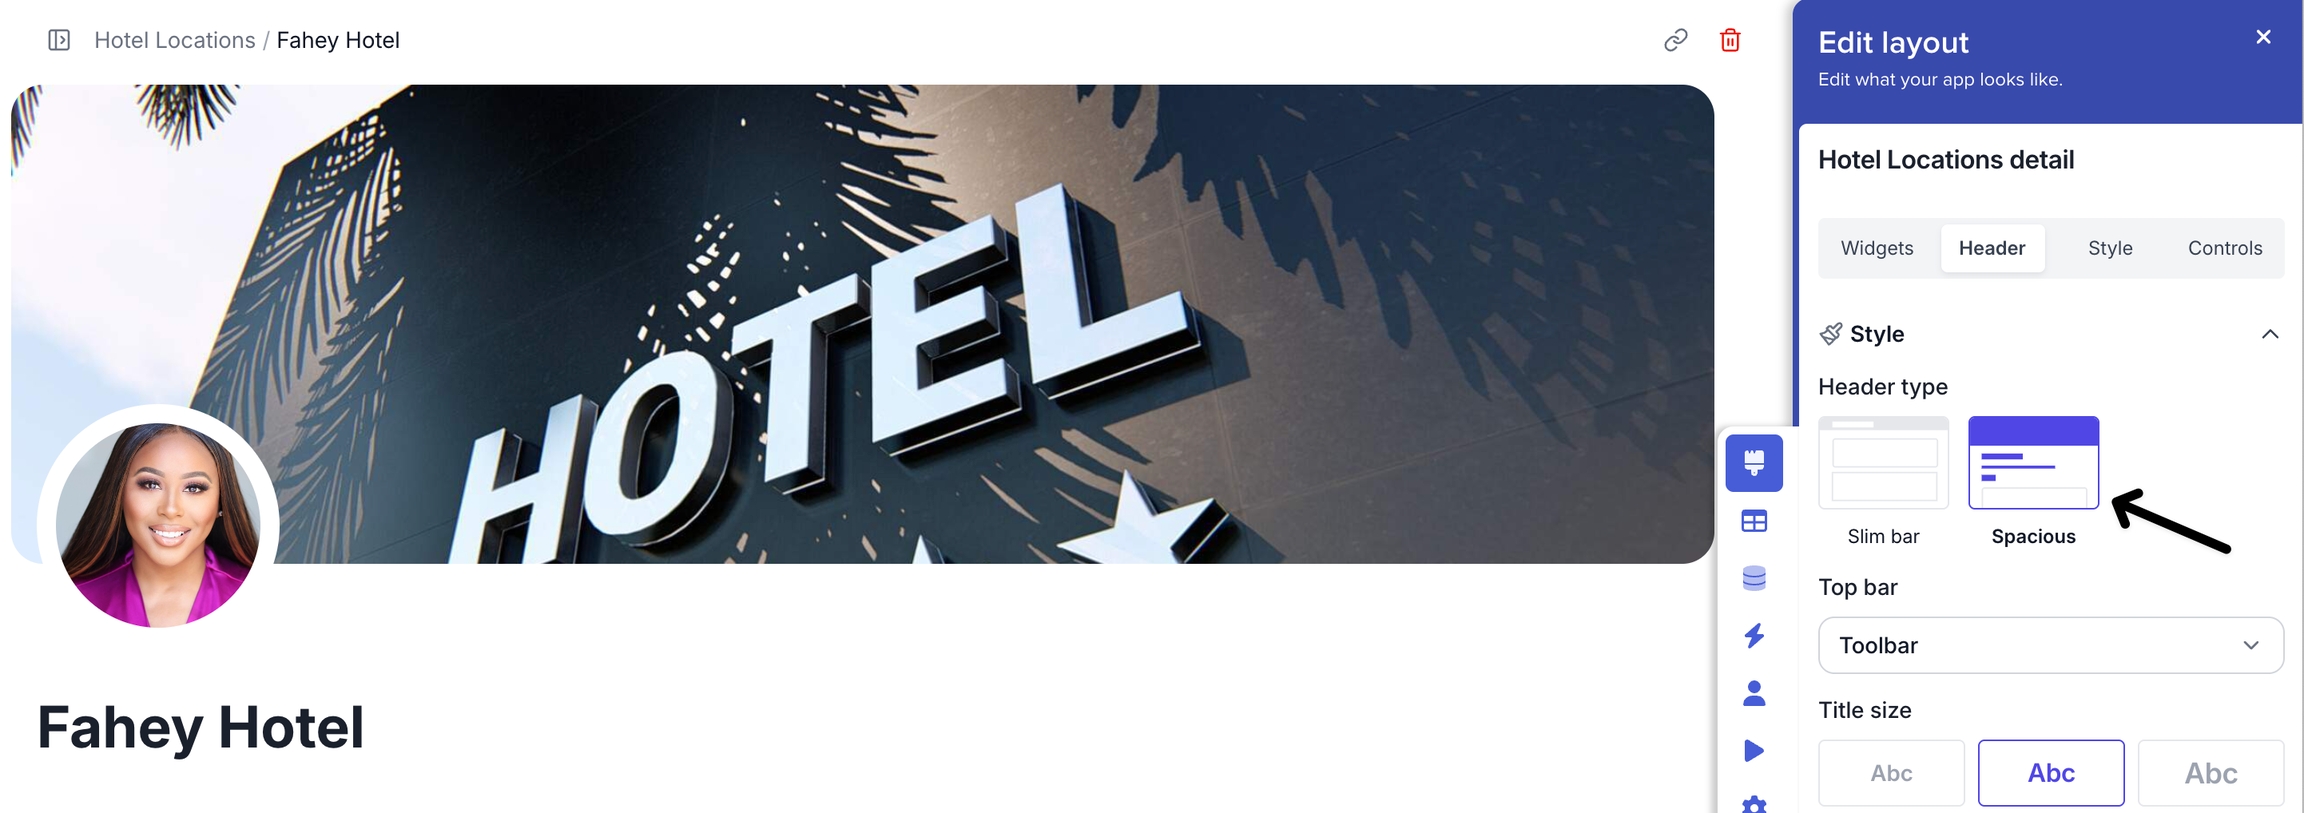 Hotel Locations / Fahey Hotel
HOTEL
Fahey Hotel
Edit layout
Edit what your app looks like.
Hotel Locations detail
Widgets Header Style Controls
Style
Header type
Slim bar Spacious
Top bar
Toolbar
Title size
Abc Abc Abc